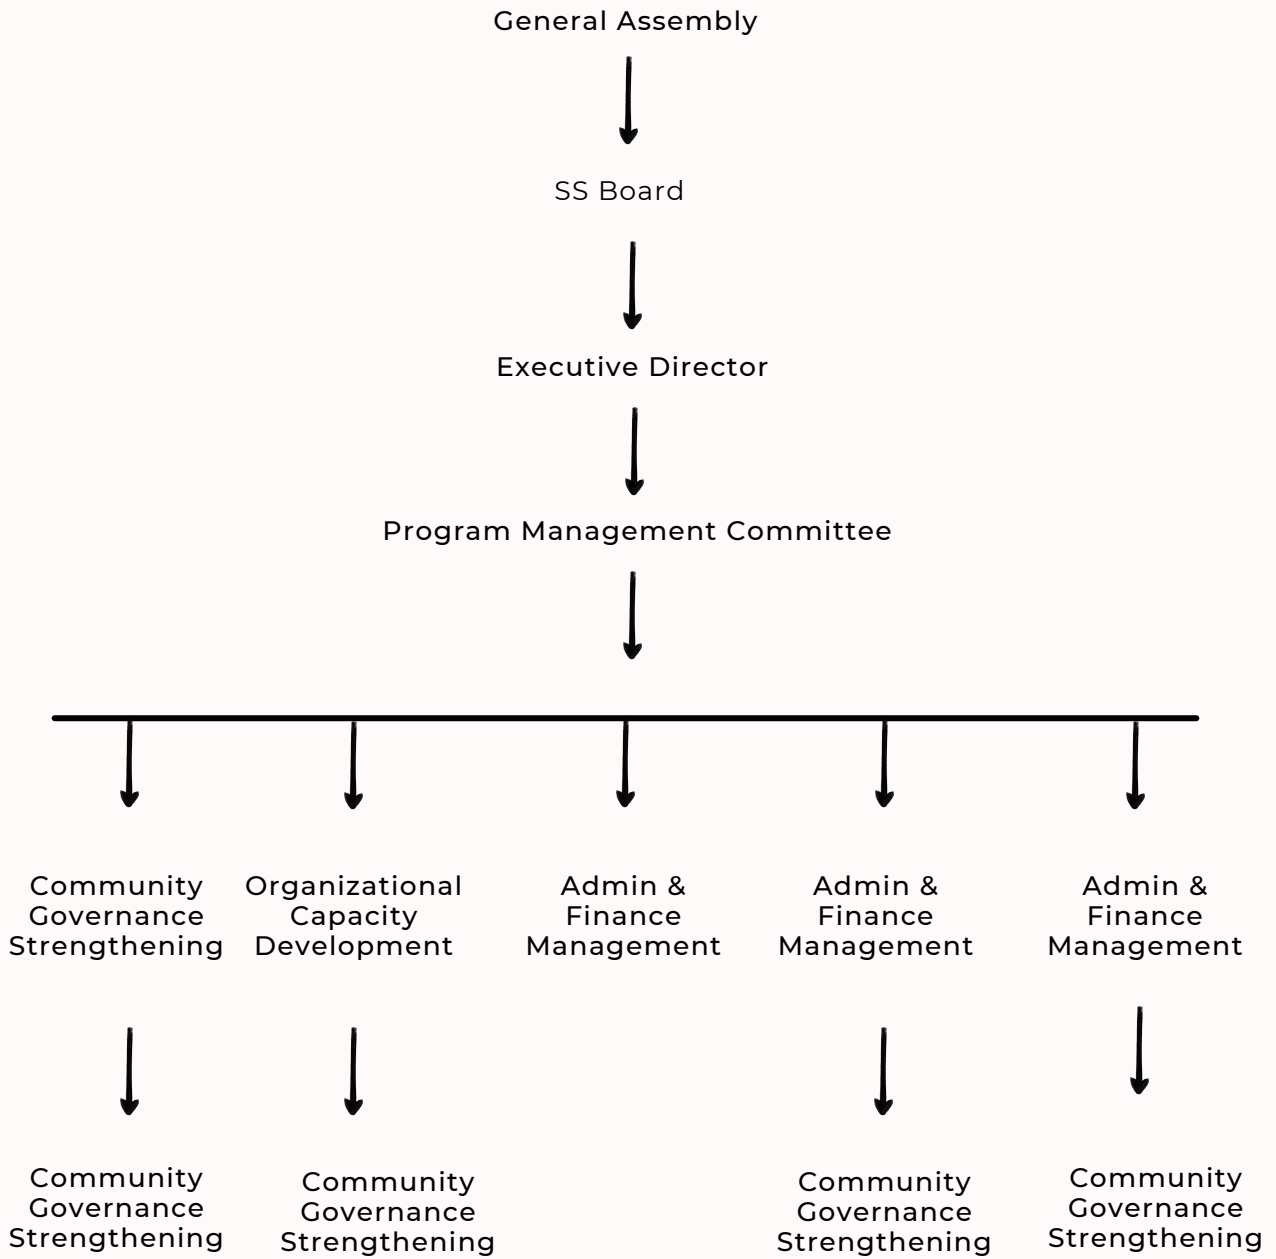 General Assembly
SS Board
Executive Director
Program Management Committee
Community
Governance
Strengthening
Organizational
Capacity
Development
Admin &
Finance
Management
Admin &
Finance
Management
Admin &
Finance
Management
Community
Governance
Strengthening
Community
Governance
Strengthening
Community
Governance
Strengthening
Community
Governance
Strengthening